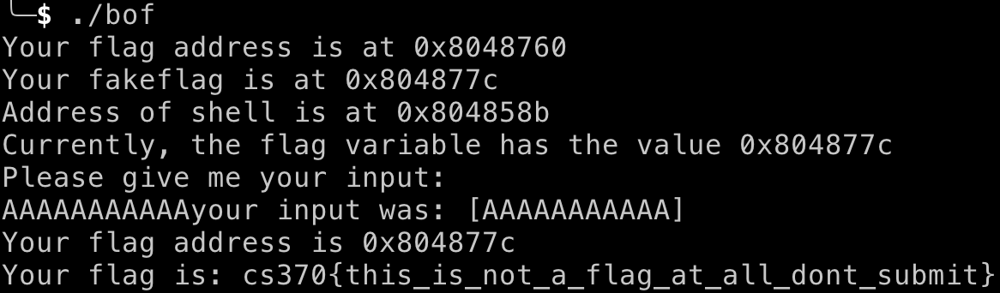 └─$ ./bof
Your flag address is at 0x8048760
Your fakeflag is at 0x804877c
Address of shell is at 0x804858b
Currently, the flag variable has the value 0x804877c
Please give me your input:
AAAAAAAAAAAyour input was: [AAAAAAAAAAA]
Your flag address is 0x804877c
Your flag is: cs370{this_is_not_a_flag_at_all_dont_submit}